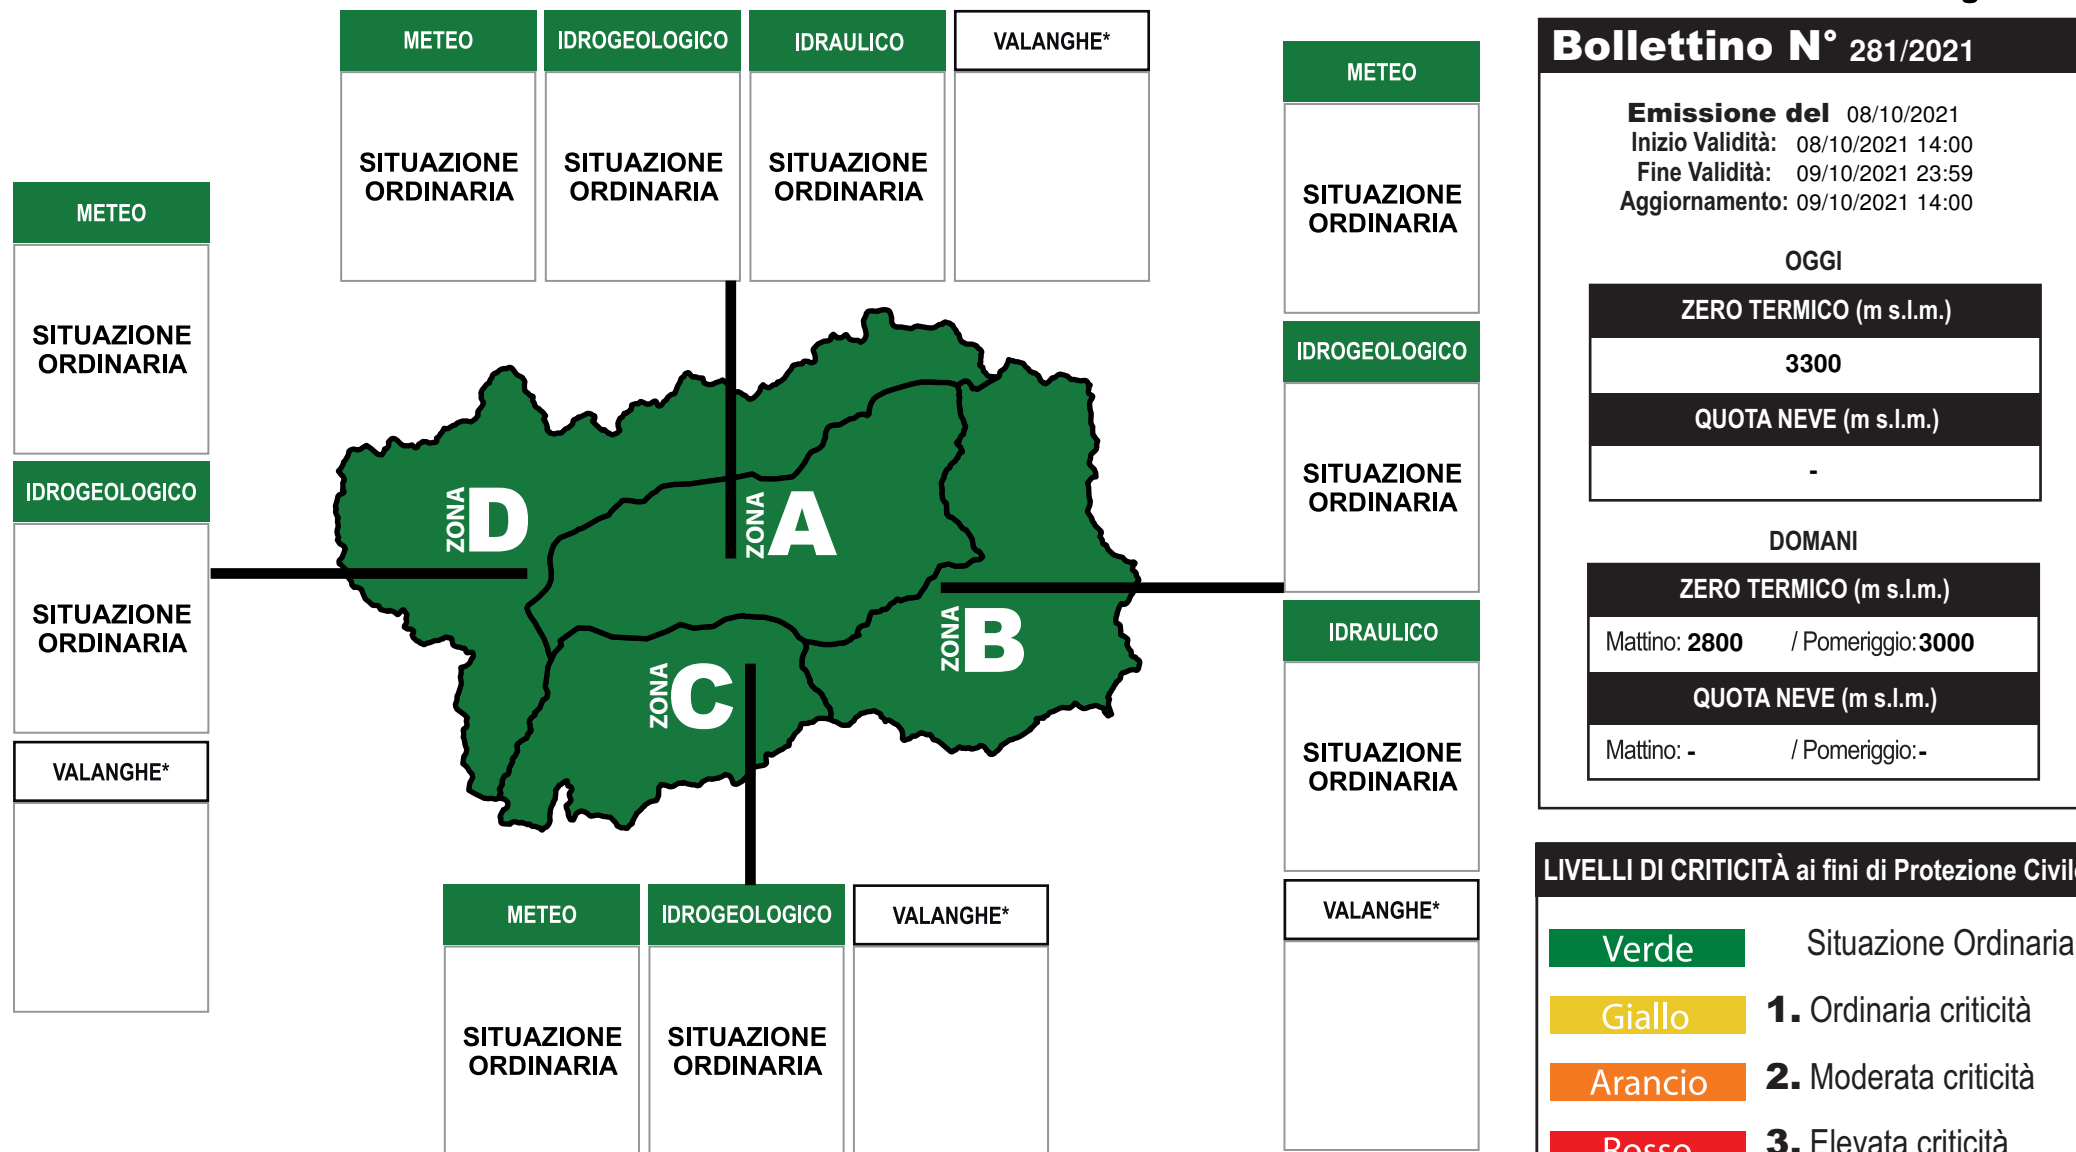 METEO
IDROGEOLOGICO
IDRAULICO
VALANGHE*
SITUAZIONE
ORDINARIA
SITUAZIONE
ORDINARIA
SITUAZIONE
ORDINARIA
METEO
SITUAZIONE
ORDINARIA
IDROGEOLOGICO
SITUAZIONE
ORDINARIA
VALANGHE*
ZONA D
ZONA A
ZONA B
ZONA C
METEO
SITUAZIONE
ORDINARIA
IDROGEOLOGICO
SITUAZIONE
ORDINARIA
IDRAULICO
SITUAZIONE
ORDINARIA
VALANGHE*
METEO
IDROGEOLOGICO
VALANGHE*
SITUAZIONE
ORDINARIA
SITUAZIONE
ORDINARIA
Bollettino N° 281/2021
Emissione del 08/10/2021
Inizio Validità: 08/10/2021 14:00
Fine Validità: 09/10/2021 23:59
Aggiornamento: 09/10/2021 14:00
OGGI
ZERO TERMICO (m s.l.m.)
3300
QUOTA NEVE (m s.l.m.)
-
DOMANI
ZERO TERMICO (m s.l.m.)
Mattino: 2800 / Pomeriggio: 3000
QUOTA NEVE (m s.l.m.)
Mattino: - / Pomeriggio: -
LIVELLI DI CRITICITÀ ai fini di Protezione Civile
Verde Situazione Ordinaria
Giallo 1. Ordinaria criticità
Arancio 2. Moderata criticità
Rosso 3. Elevata criticità